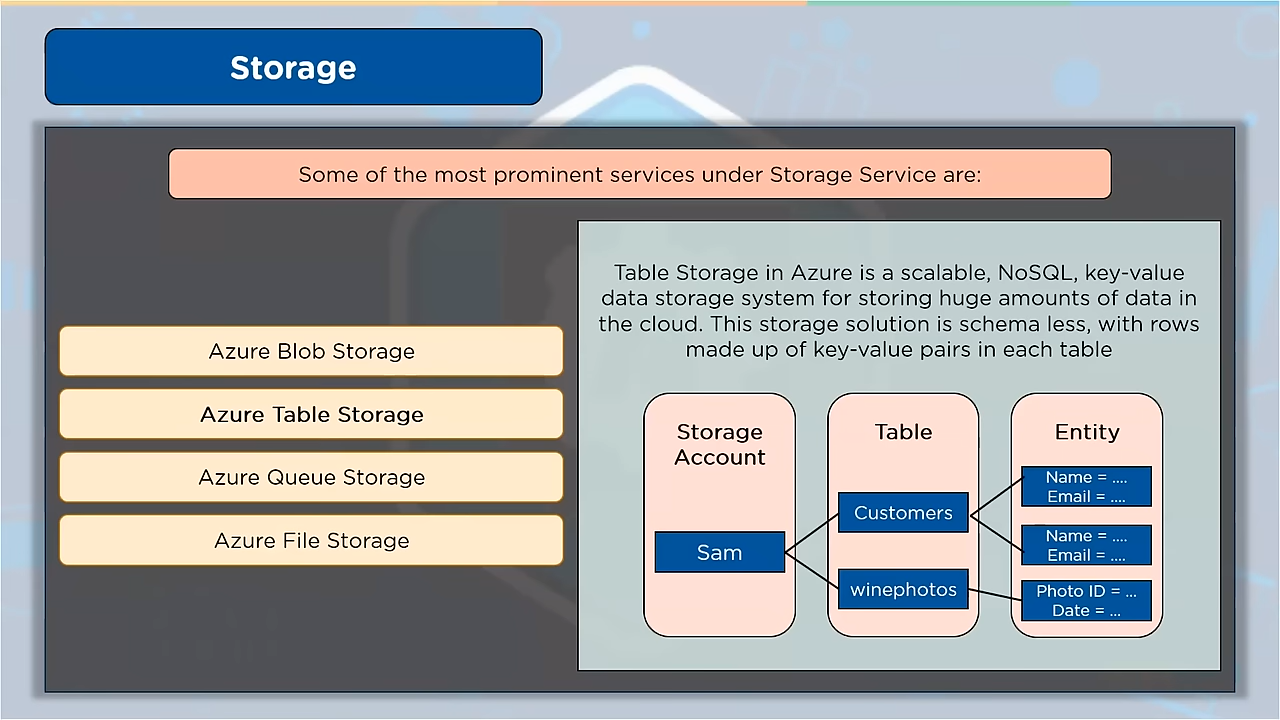 Storage
Some of the most prominent services under Storage Service are:
Azure Blob Storage
Azure Table Storage
Azure Queue Storage
Azure File Storage
Table Storage in Azure is a scalable, NoSQL, key-value
data storage system for storing huge amounts of data in
the cloud. This storage solution is schema less, with rows
made up of key-value pairs in each table
Storage
Account
Sam
Table
Customers
winephotos
Entity
Name = ....
Email = ....
Name = ....
Email = ....
Photo ID = ...
Date = ...